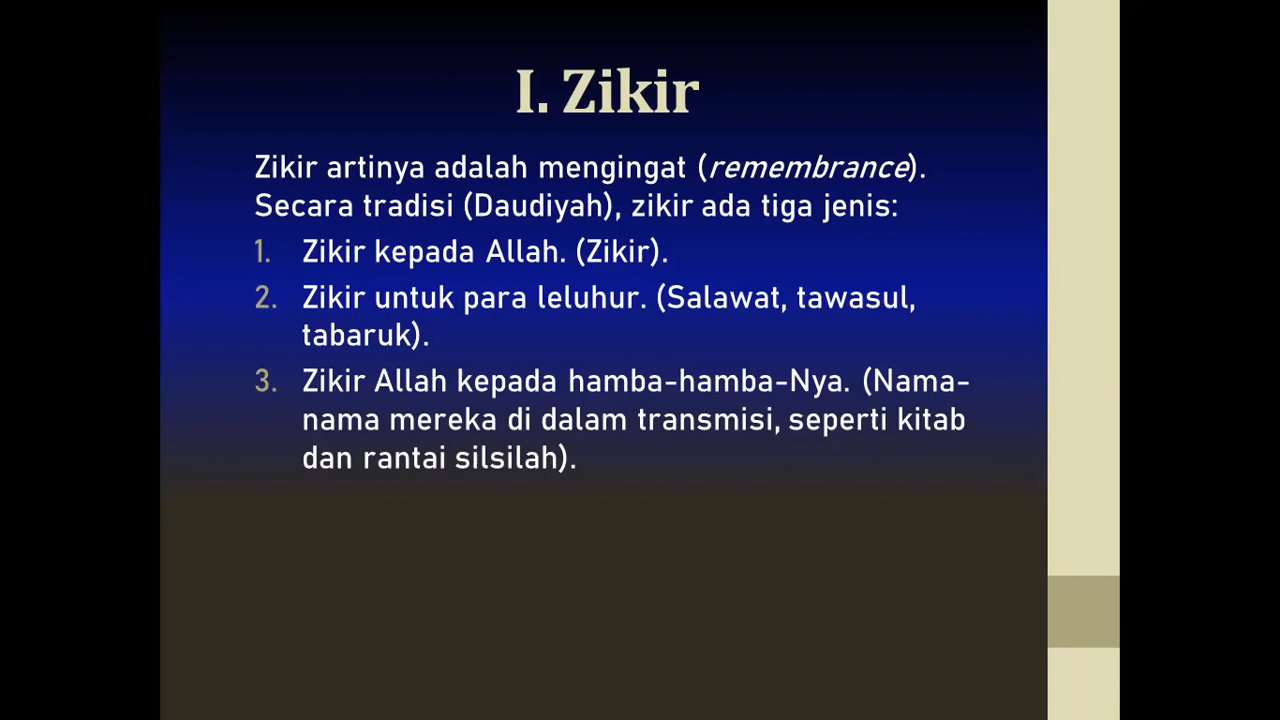 I. Zikir
Zikir artinya adalah mengingat (remembrance).
Secara tradisi (Daudiyah), zikir ada tiga jenis:
1. Zikir kepada Allah. (Zikir).
2. Zikir untuk para leluhur. (Salawat, tawasul,
tabaruk).
3. Zikir Allah kepada hamba-hamba-Nya. (Nama-
nama mereka di dalam transmisi, seperti kitab
dan rantai silsilah).